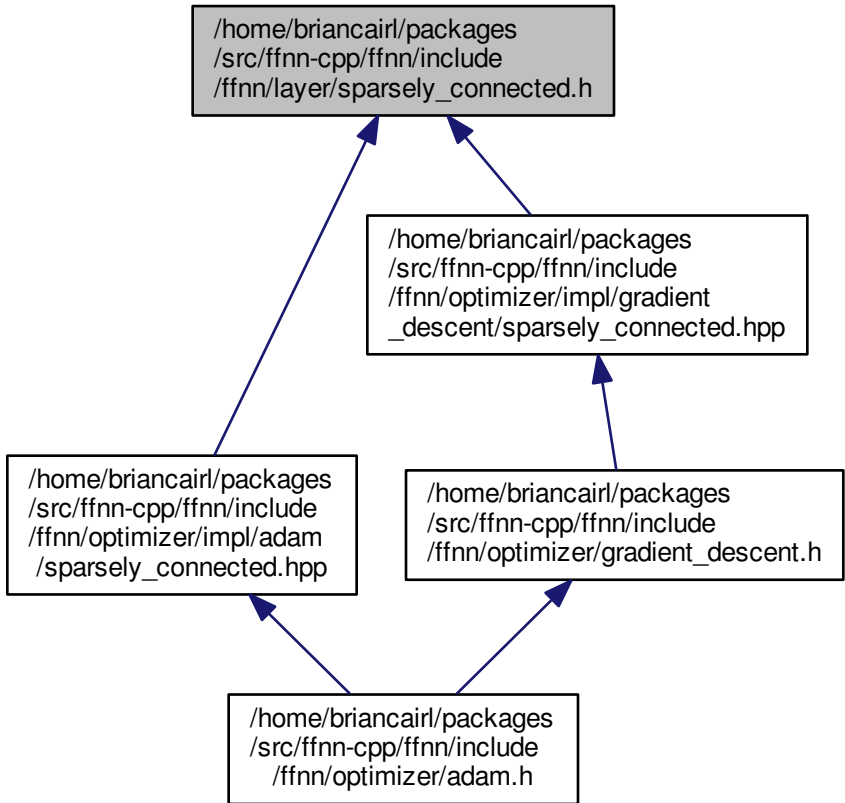 /home/briancairl/packages
/src/ffnn-cpp/ffnn/include
/ffnn/layer/sparsely_connected.h
/home/briancairl/packages
/src/ffnn-cpp/ffnn/include
/ffnn/optimizer/impl/gradient
_descent/sparsely_connected.hpp
/home/briancairl/packages
/src/ffnn-cpp/ffnn/include
/ffnn/optimizer/impl/adam
/sparsely_connected.hpp
/home/briancairl/packages
/src/ffnn-cpp/ffnn/include
/ffnn/optimizer/gradient_descent.h
/home/briancairl/packages
/src/ffnn-cpp/ffnn/include
/ffnn/optimizer/adam.h